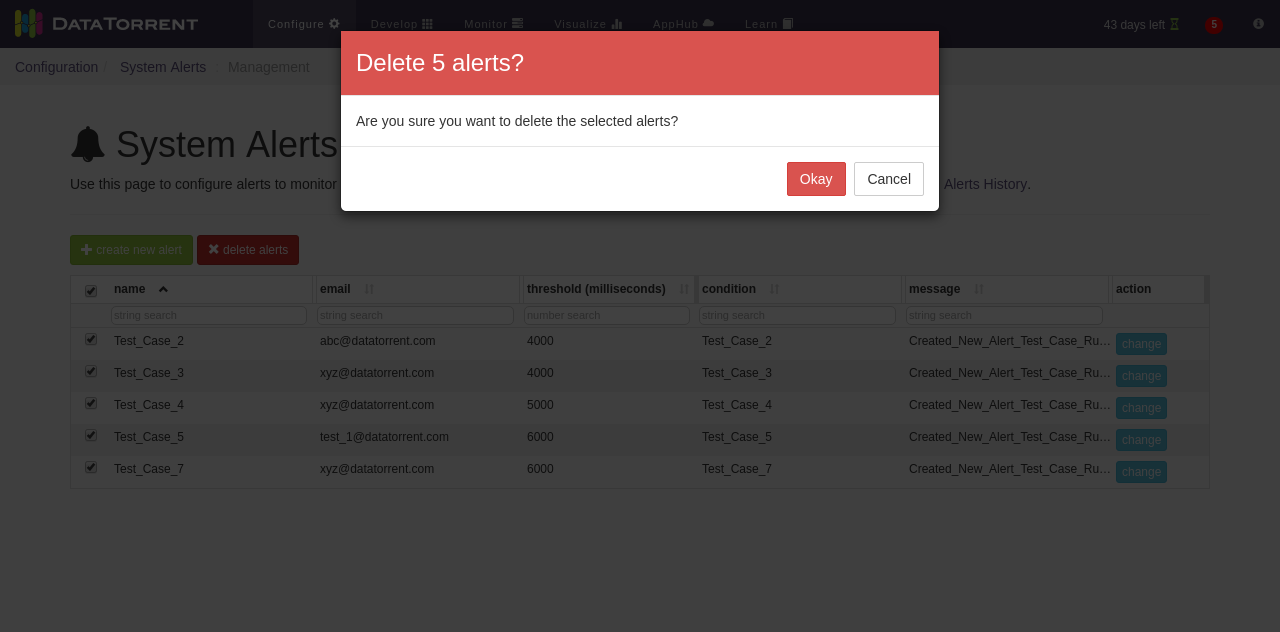 DATATORRENT
Configure Develop Monitor Visualize AppHub Learn 43 days left 5
Configuration / System Alerts : Management
Delete 5 alerts?
Are you sure you want to delete the selected alerts?
Okay Cancel
System Alerts
Use this page to configure alerts to monitor Alerts History.
create new alert delete alerts
name email threshold (milliseconds) condition message action
string search string search number search string search string search
Test_Case_2 abc@datatorrent.com 4000 Test_Case_2 Created_New_Alert_Test_Case_Ru... change
Test_Case_3 xyz@datatorrent.com 4000 Test_Case_3 Created_New_Alert_Test_Case_Ru... change
Test_Case_4 xyz@datatorrent.com 5000 Test_Case_4 Created_New_Alert_Test_Case_Ru... change
Test_Case_5 test_1@datatorrent.com 6000 Test_Case_5 Created_New_Alert_Test_Case_Ru... change
Test_Case_7 xyz@datatorrent.com 6000 Test_Case_7 Created_New_Alert_Test_Case_Ru... change